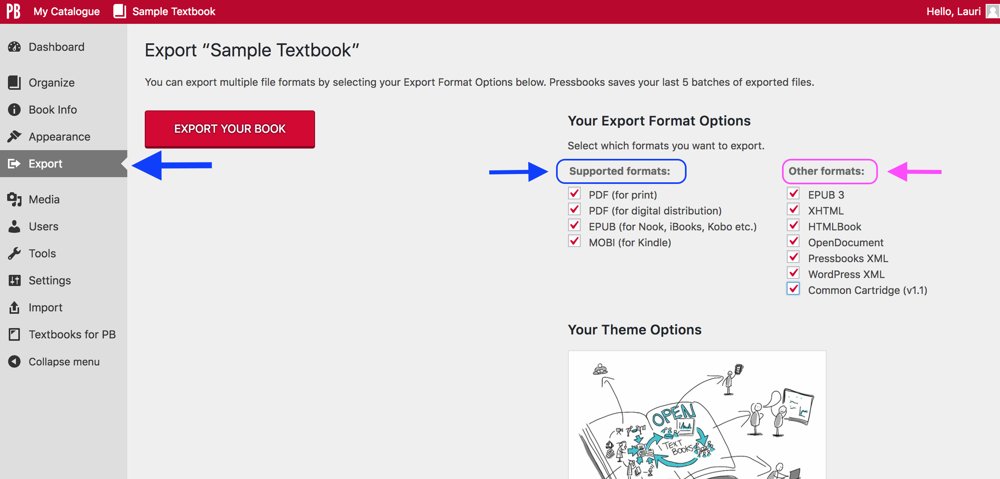 PB My Catalogue Sample Textbook Hello, Lauri
Dashboard
Organize
Book Info
Appearance
Export
Media
Users
Tools
Settings
Import
Textbooks for PB
Collapse menu
Export “Sample Textbook”
You can export multiple file formats by selecting your Export Format Options below. Pressbooks saves your last 5 batches of exported files.
EXPORT YOUR BOOK
Your Export Format Options
Select which formats you want to export.
Supported formats:
PDF (for print)
PDF (for digital distribution)
EPUB (for Nook, iBooks, Kobo etc.)
MOBI (for Kindle)
Other formats:
EPUB 3
XHTML
HTMLBook
OpenDocument
Pressbooks XML
WordPress XML
Common Cartridge (v1.1)
Your Theme Options
OPEN
TEXT
BOOKS